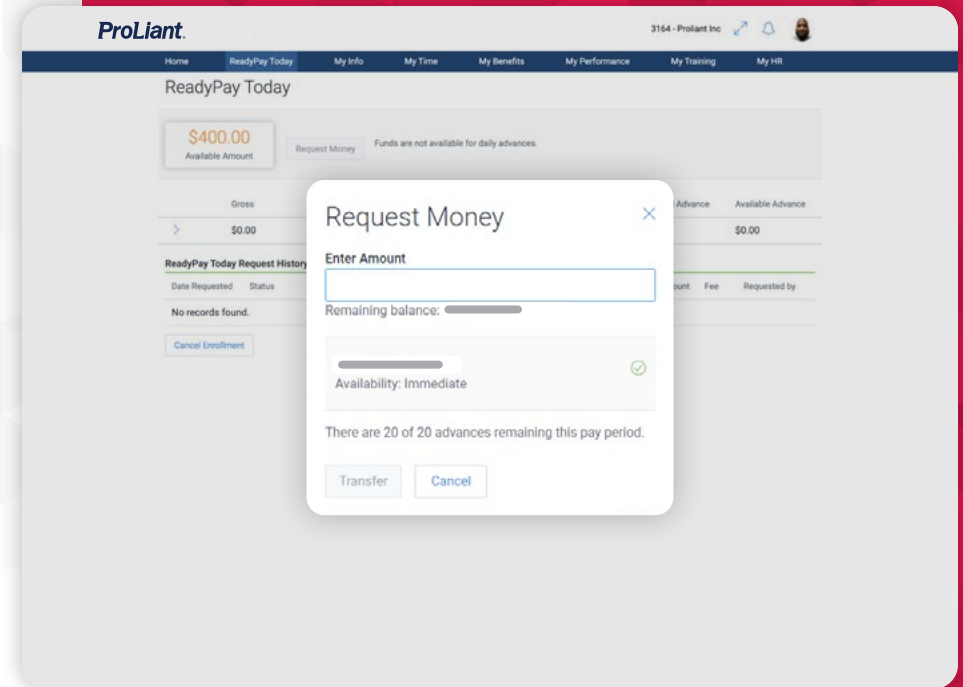 ProLiant.
3164 - Proliant Inc
Home ReadyPay Today My Info My Time My Benefits My Performance My Training My HR
ReadyPay Today
$400.00
Available Amount
Request Money
Funds are not available for daily advances.
Gross Advance Available Advance
$0.00 $0.00
ReadyPay Today Request History
Date Requested Status Fee Requested by
No records found.
Cancel Enrollment
Request Money
Enter Amount
Remaining balance:
Availability: Immediate
There are 20 of 20 advances remaining this pay period.
Transfer Cancel